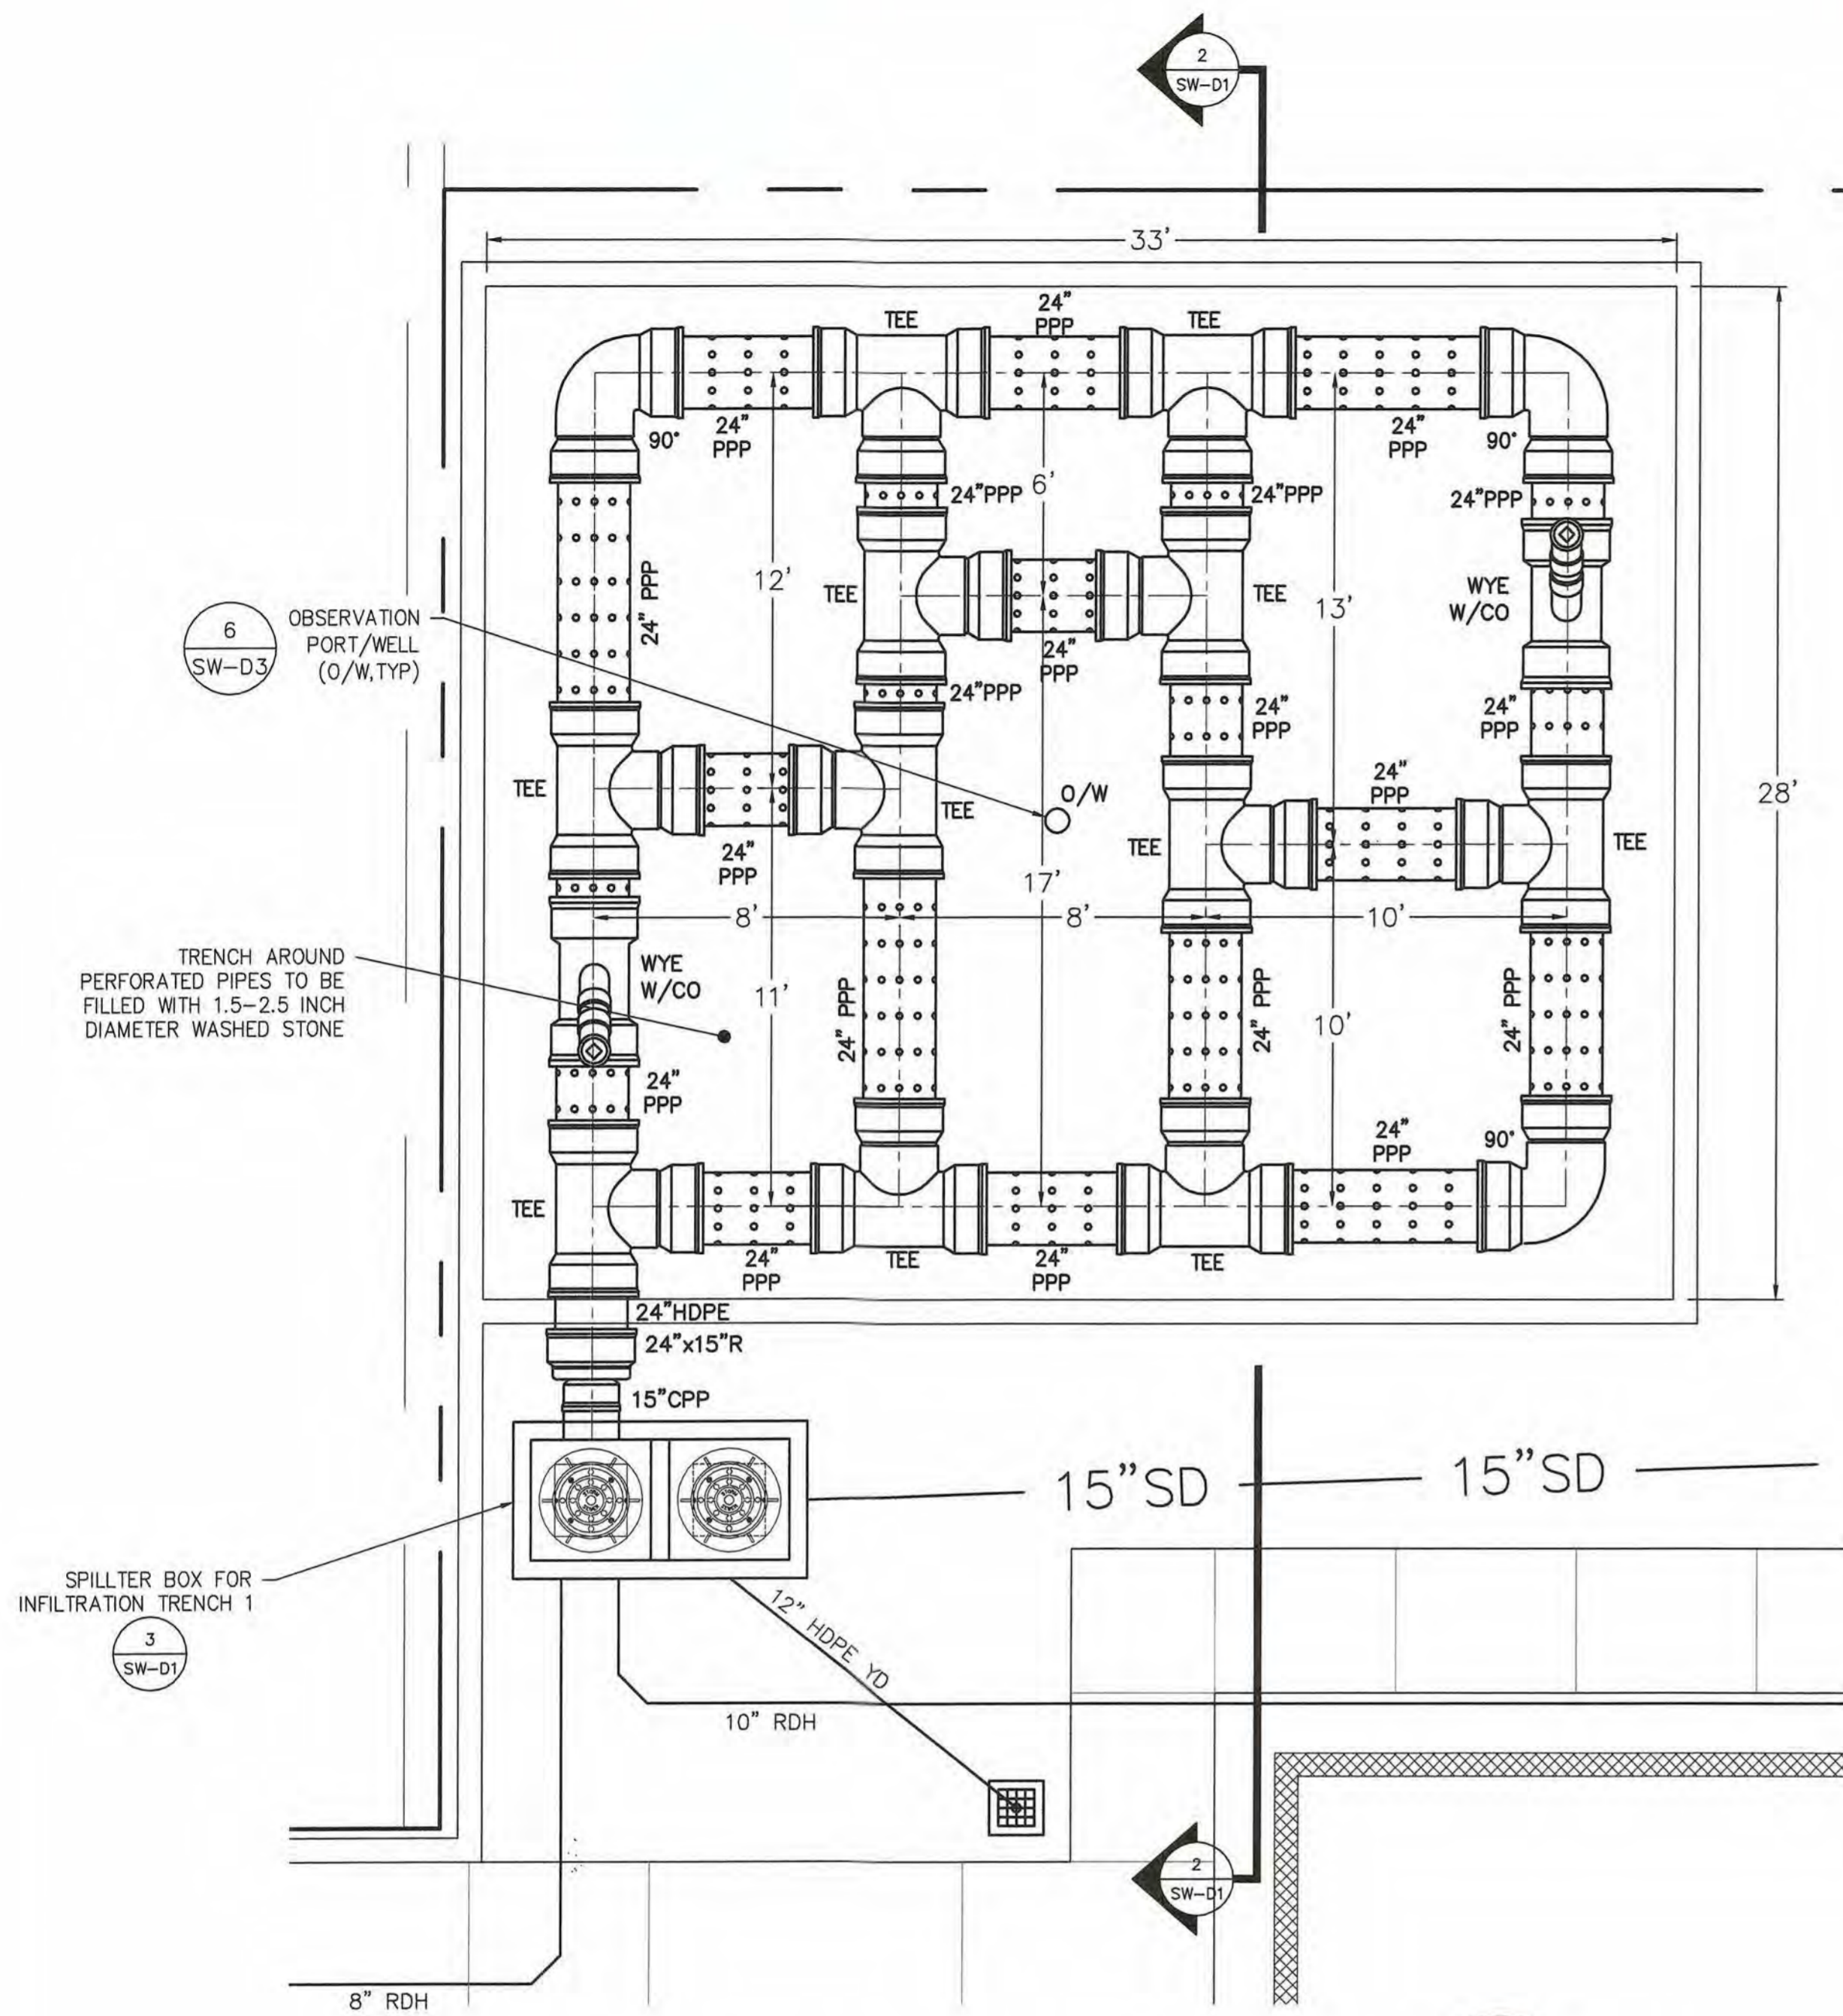 2
SW-D1
33'
TEE
24"
PPP
TEE
90°
24"
PPP
24"
PPP
90°
24"PPP
6'
24"PPP
24"PPP
24" PPP
12'
TEE
TEE
13'
WYE
W/CO
6
SW-D3
OBSERVATION
PORT/WELL
(O/W,TYP)
24"
PPP
24"PPP
24"
PPP
24"
PPP
TEE
O/W
TEE
24"
PPP
28'
TEE
TEE
24"
PPP
17'
8'
8'
10'
TRENCH AROUND
PERFORATED PIPES TO BE
FILLED WITH 1.5-2.5 INCH
DIAMETER WASHED STONE
WYE
W/CO
11'
24" PPP
24" PPP
10'
24" PPP
24"
PPP
24"
PPP
90°
TEE
24"
PPP
TEE
24"
PPP
TEE
24"HDPE
24"x15"R
15"CPP
15"SD
15"SD
SPILLTER BOX FOR
INFILTRATION TRENCH 1
3
SW-D1
12" HDPE YD
10" RDH
2
SW-D1
8" RDH